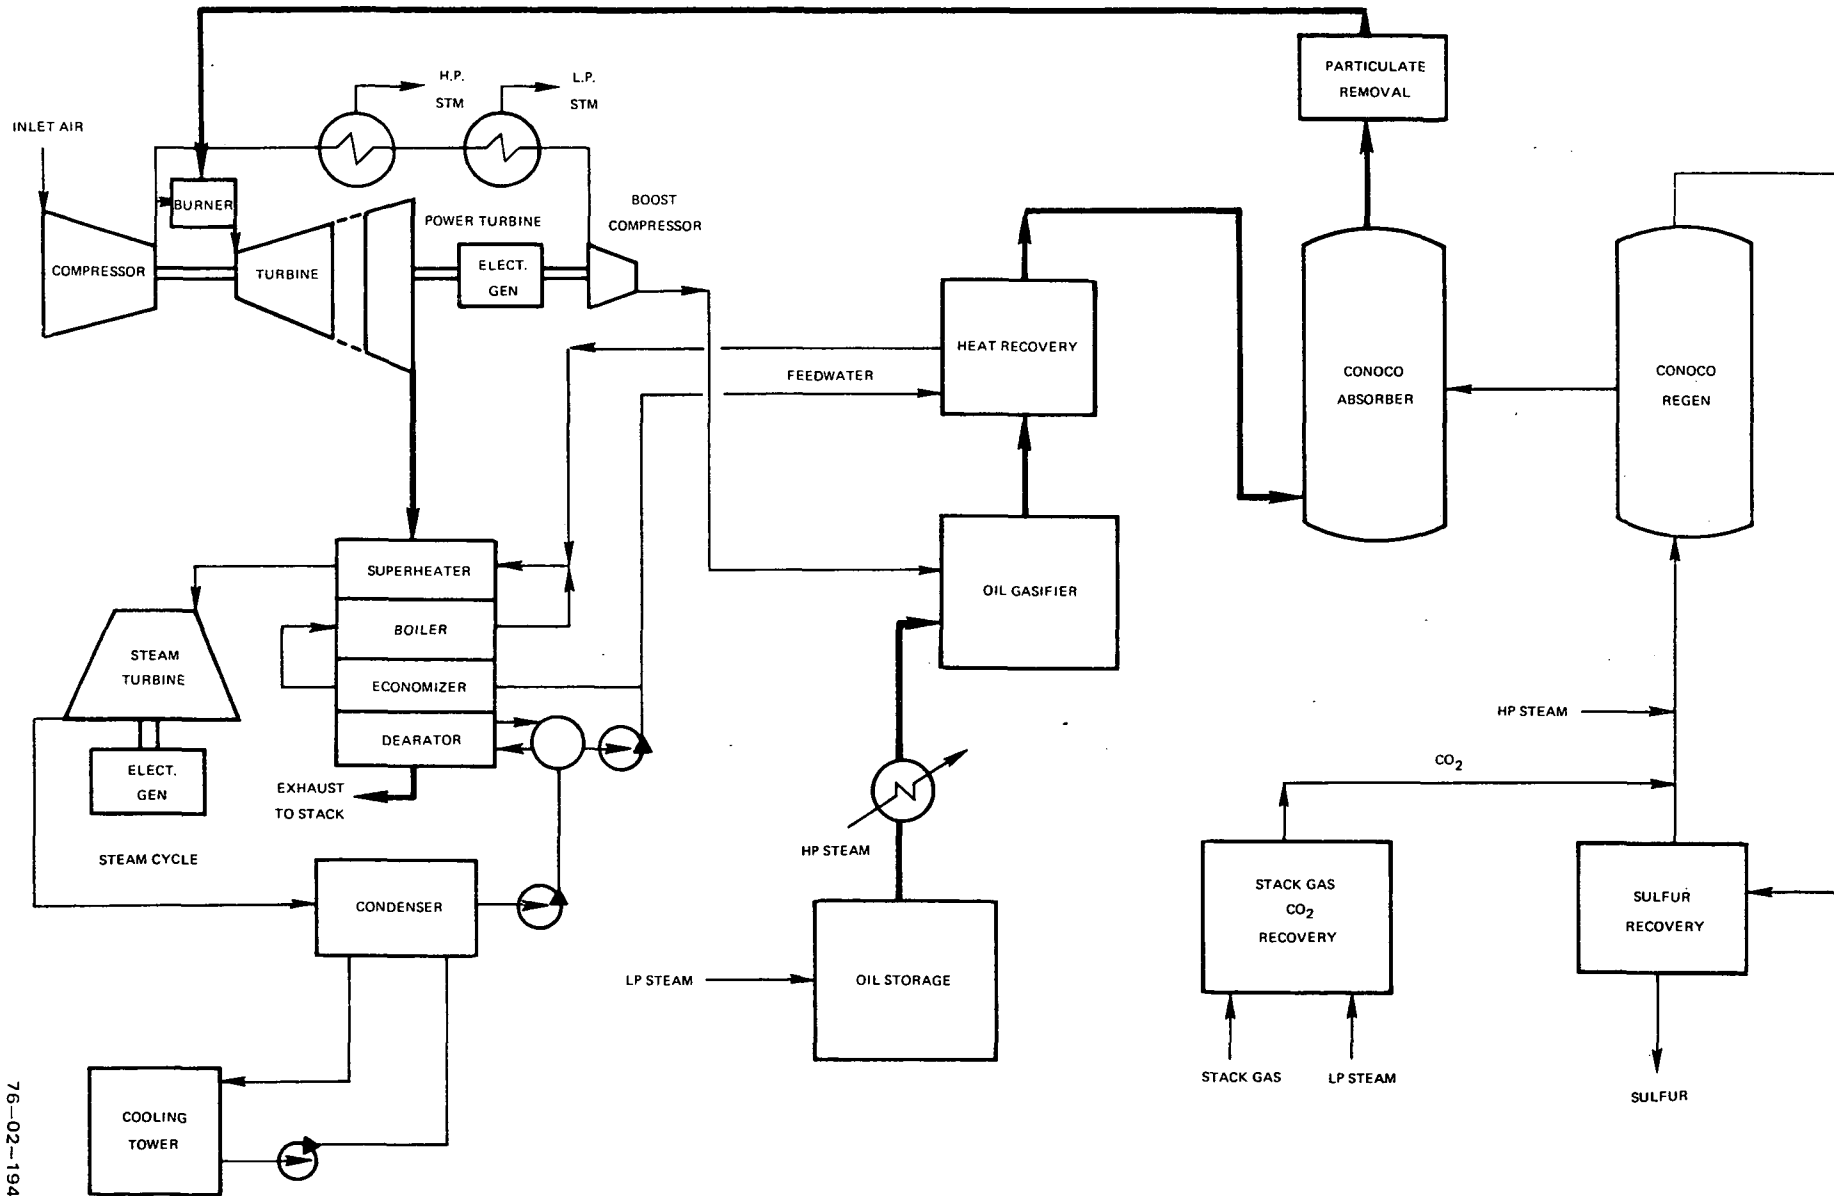 PARTICULATE
REMOVAL
H.P.
STM
L.P.
STM
INLET AIR
BURNER
BOOST
COMPRESSOR
POWER TURBINE
COMPRESSOR
TURBINE
ELECT.
GEN
HEAT RECOVERY
FEEDWATER
CONOCO
ABSORBER
CONOCO
REGEN
SUPERHEATER
BOILER
ECONOMIZER
DEARATOR
OIL GASIFIER
STEAM
TURBINE
ELECT.
GEN
EXHAUST
TO STACK
STEAM CYCLE
HP STEAM
HP STEAM
CO₂
CONDENSER
STACK GAS
CO₂
RECOVERY
SULFUR
RECOVERY
LP STEAM
OIL STORAGE
STACK GAS
LP STEAM
SULFUR
COOLING
TOWER
76-02-194